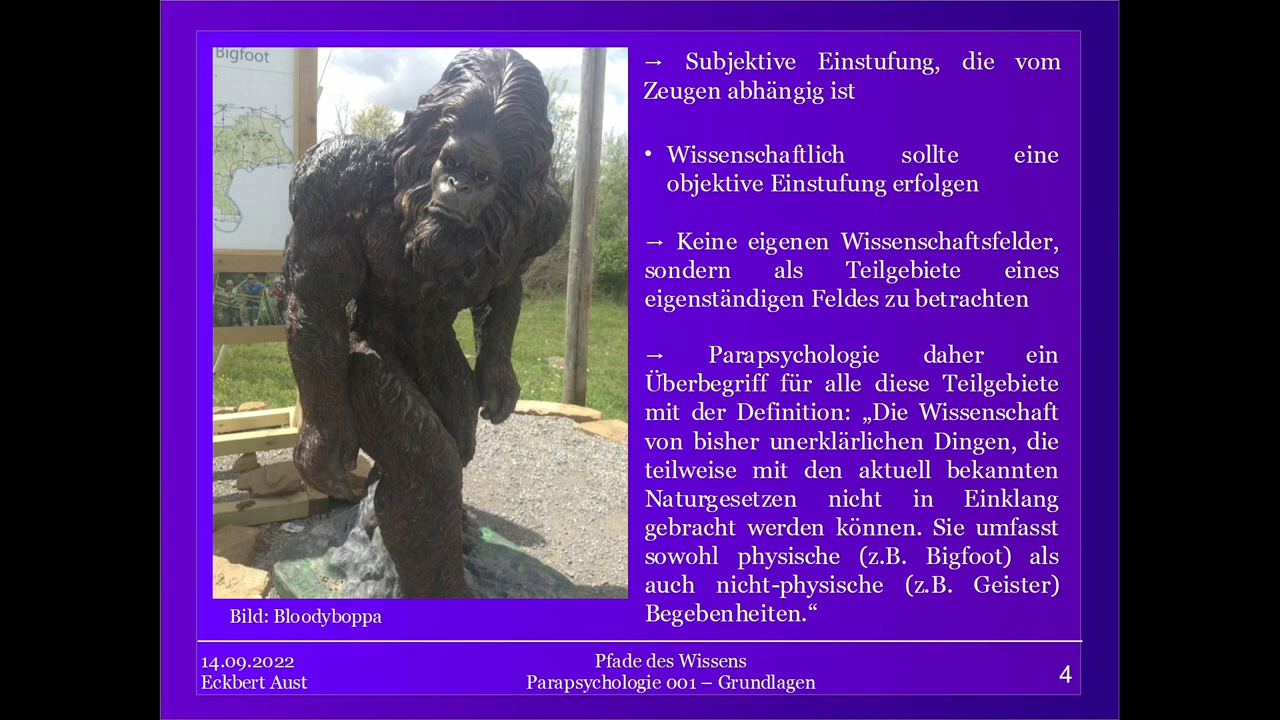 Bigfoot
→ Subjektive Einstufung, die vom
Zeugen abhängig ist
• Wissenschaftlich sollte eine
objektive Einstufung erfolgen
→ Keine eigenen Wissenschaftsfelder,
sondern als Teilgebiete eines
eigenständigen Feldes zu betrachten
→ Parapsychologie daher ein
Überbegriff für alle diese Teilgebiete
mit der Definition: „Die Wissenschaft
von bisher unerklärlichen Dingen, die
teilweise mit den aktuell bekannten
Naturgesetzen nicht in Einklang
gebracht werden können. Sie umfasst
sowohl physische (z.B. Bigfoot) als
auch nicht-physische (z.B. Geister)
Begebenheiten.“
Bild: Bloodyboppa
14.09.2022
Eckbert Aust
Pfade des Wissens
Parapsychologie 001 – Grundlagen
4